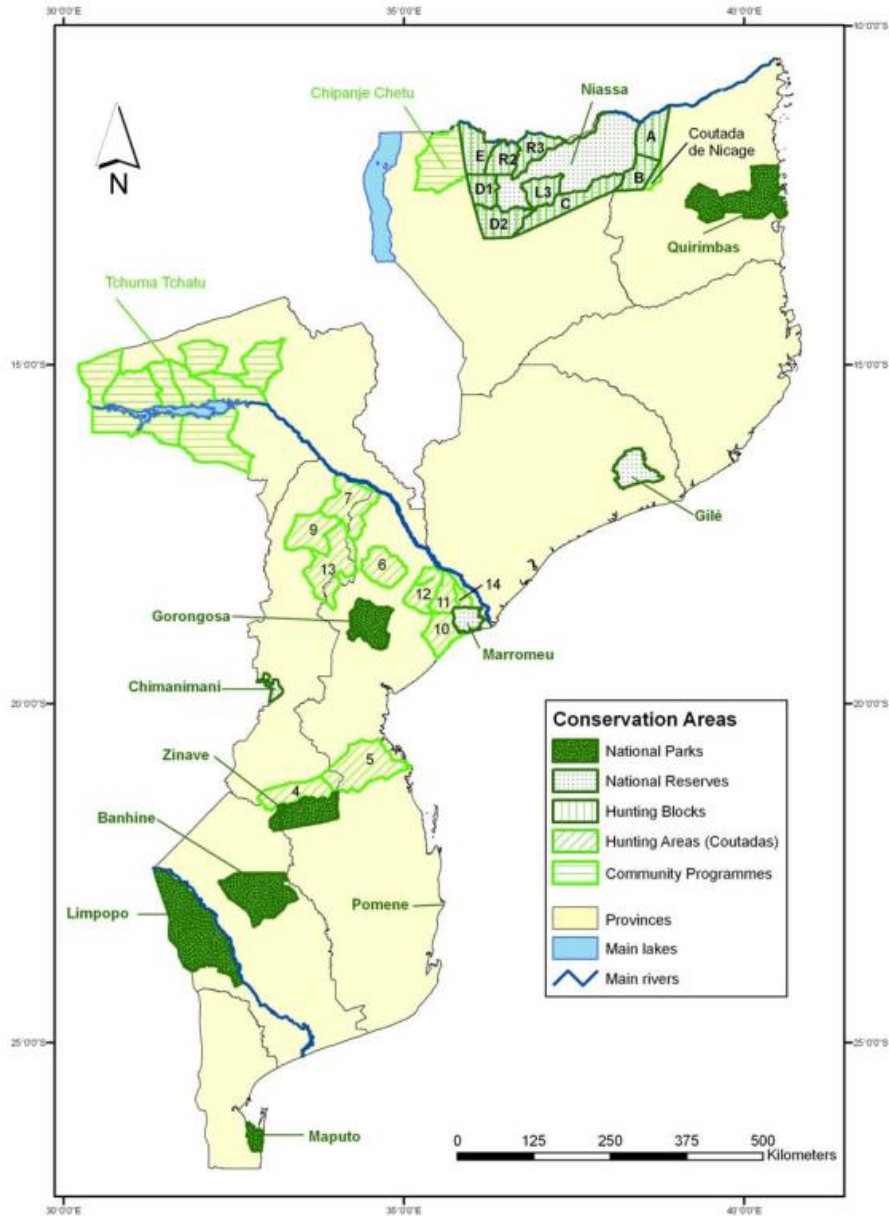 30°0'0"E
35°0'0"E
40°0'0"E
10°0'0"S
Chipanje Chetu
Niassa
Coutada
de Nicage
N
E
R2
R3
A
D1
L3
B
C
D2
Quirimbas
Tchuma Tchatu
15°0'0"S
15°0'0"S
Gilé
7
9
13
6
12
11
14
10
Gorongosa
Marromeu
Chimanimani
20°0'0"S
20°0'0"S
Zinave
5
4
Banhine
Limpopo
Pomene
Conservation Areas
National Parks
National Reserves
Hunting Blocks
Hunting Areas (Coutadas)
Community Programmes
Provinces
Main lakes
Main rivers
25°0'0"S
25°0'0"S
Maputo
0 125 250 375 500
Kilometers
30°0'0"E
35°0'0"E
40°0'0"E